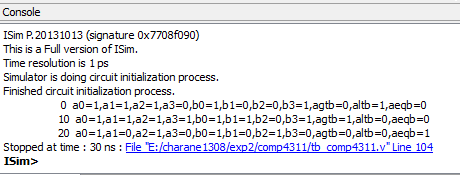 Console
ISim P.20131013 (signature 0x7708f090)
This is a Full version of ISim.
Time resolution is 1 ps
Simulator is doing circuit initialization process.
Finished circuit initialization process.
0 a0=1,a1=1,a2=1,a3=0,b0=1,b1=0,b2=0,b3=1,agtb=0,altb=1,aeqb=0
10 a0=1,a1=1,a2=1,a3=1,b0=0,b1=1,b2=1,b3=1,agtb=1,altb=0,aeqb=0
20 a0=1,a1=0,a2=1,a3=0,b0=1,b1=0,b2=1,b3=0,agtb=0,altb=0,aeqb=1
Stopped at time : 30 ns : File "E:/charane1308/exp2/comp4311/tb_comp4311.v" Line 104
ISim>